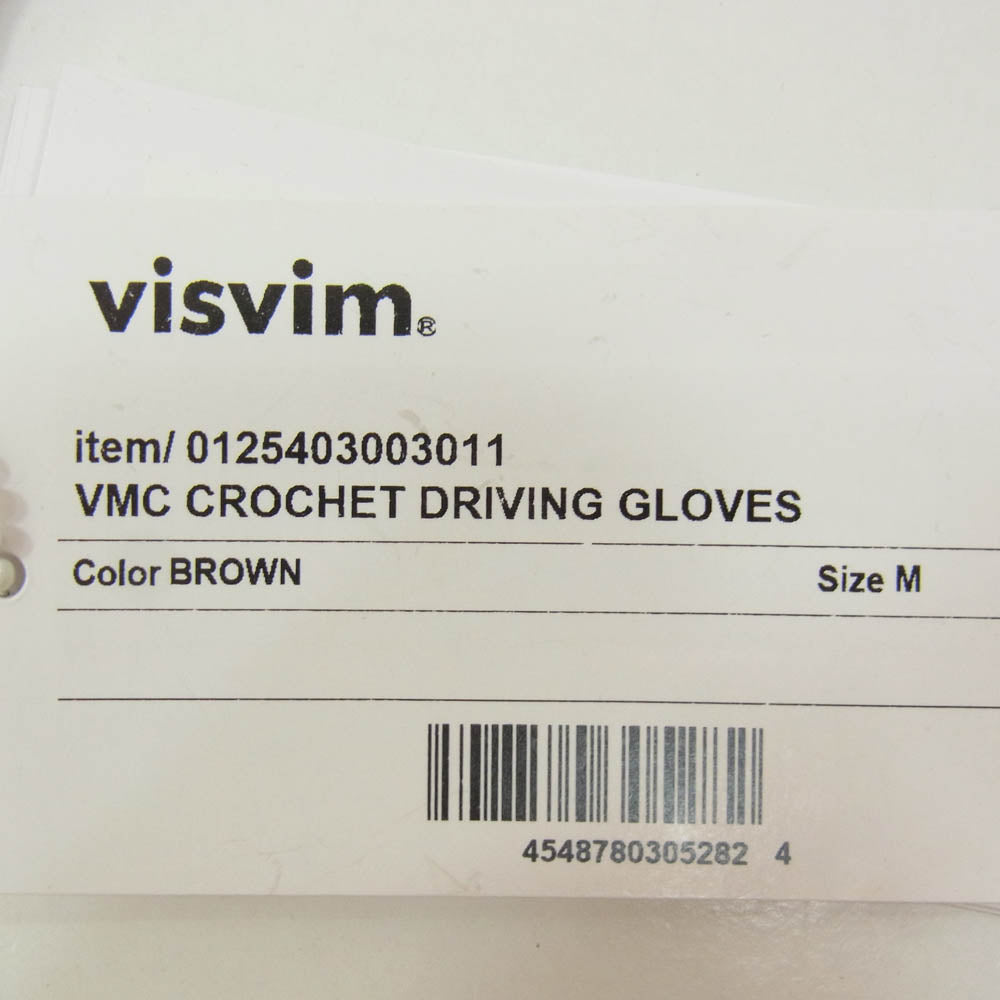 visvim®
item/ 0125403003011
VMC CROCHET DRIVING GLOVES
Color BROWN Size M
4548780305282 4